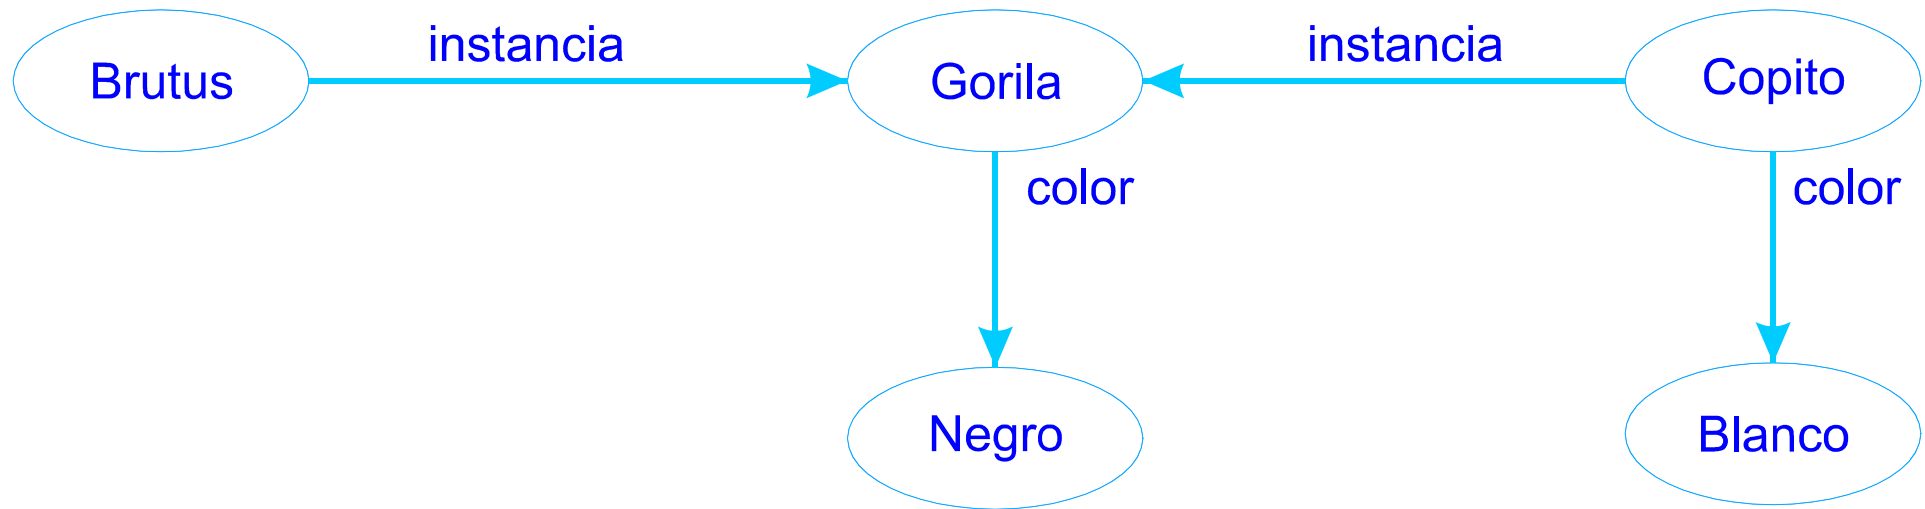 instancia
instancia
Brutus
Gorila
Copito
color
color
Negro
Blanco